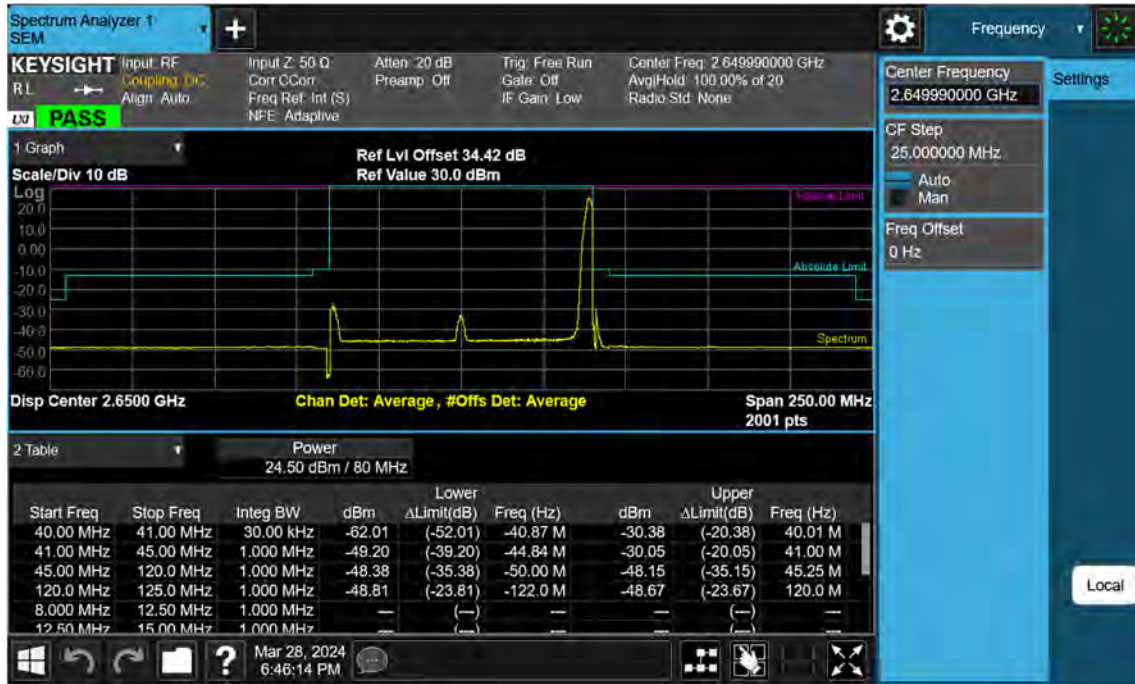 Spectrum Analyzer 1
SEM
Frequency
KEYSIGHT Input: RF Input Z: 50 Ω Atten: 20 dB Trig: Free Run Center Freq: 2.649990000 GHz
RL Coupling: DC Corr CCorr Preamp: Off Gate: Off Avg|Hold: 100.00% of 20
Align: Auto Freq Ref: Int (S) IF Gain: Low Radio Std: None
LXI PASS NFE: Adaptive
Center Frequency
2.649990000 GHz
Settings
CF Step
25.000000 MHz
Auto
Man
Freq Offset
0 Hz
1 Graph
Ref Lvl Offset 34.42 dB
Scale/Div 10 dB Ref Value 30.0 dBm
Log
20.0
10.0
0.00
-10.0
Absolute Limit
-20.0
-30.0
-40.0
Spectrum
-50.0
-60.0
Disp Center 2.6500 GHz Chan Det: Average, #Offs Det: Average Span 250.00 MHz
2001 pts
2 Table Power
24.50 dBm / 80 MHz
Lower Upper
Start Freq Stop Freq Integ BW dBm ΔLimit(dB) Freq (Hz) dBm ΔLimit(dB) Freq (Hz)
40.00 MHz 41.00 MHz 30.00 kHz -62.01 (-52.01) -40.87 M -30.38 (-20.38) 40.01 M
41.00 MHz 45.00 MHz 1.000 MHz -49.20 (-39.20) -44.84 M -30.05 (-20.05) 41.00 M
45.00 MHz 120.0 MHz 1.000 MHz -48.38 (-35.38) -50.00 M -48.15 (-35.15) 45.25 M
120.0 MHz 125.0 MHz 1.000 MHz -48.81 (-23.81) -122.0 M -48.67 (-23.67) 120.0 M
8.000 MHz 12.50 MHz 1.000 MHz --- (---) --- --- (---) ---
12.50 MHz 15.00 MHz 1.000 MHz
Local
Mar 28, 2024
6:46:14 PM